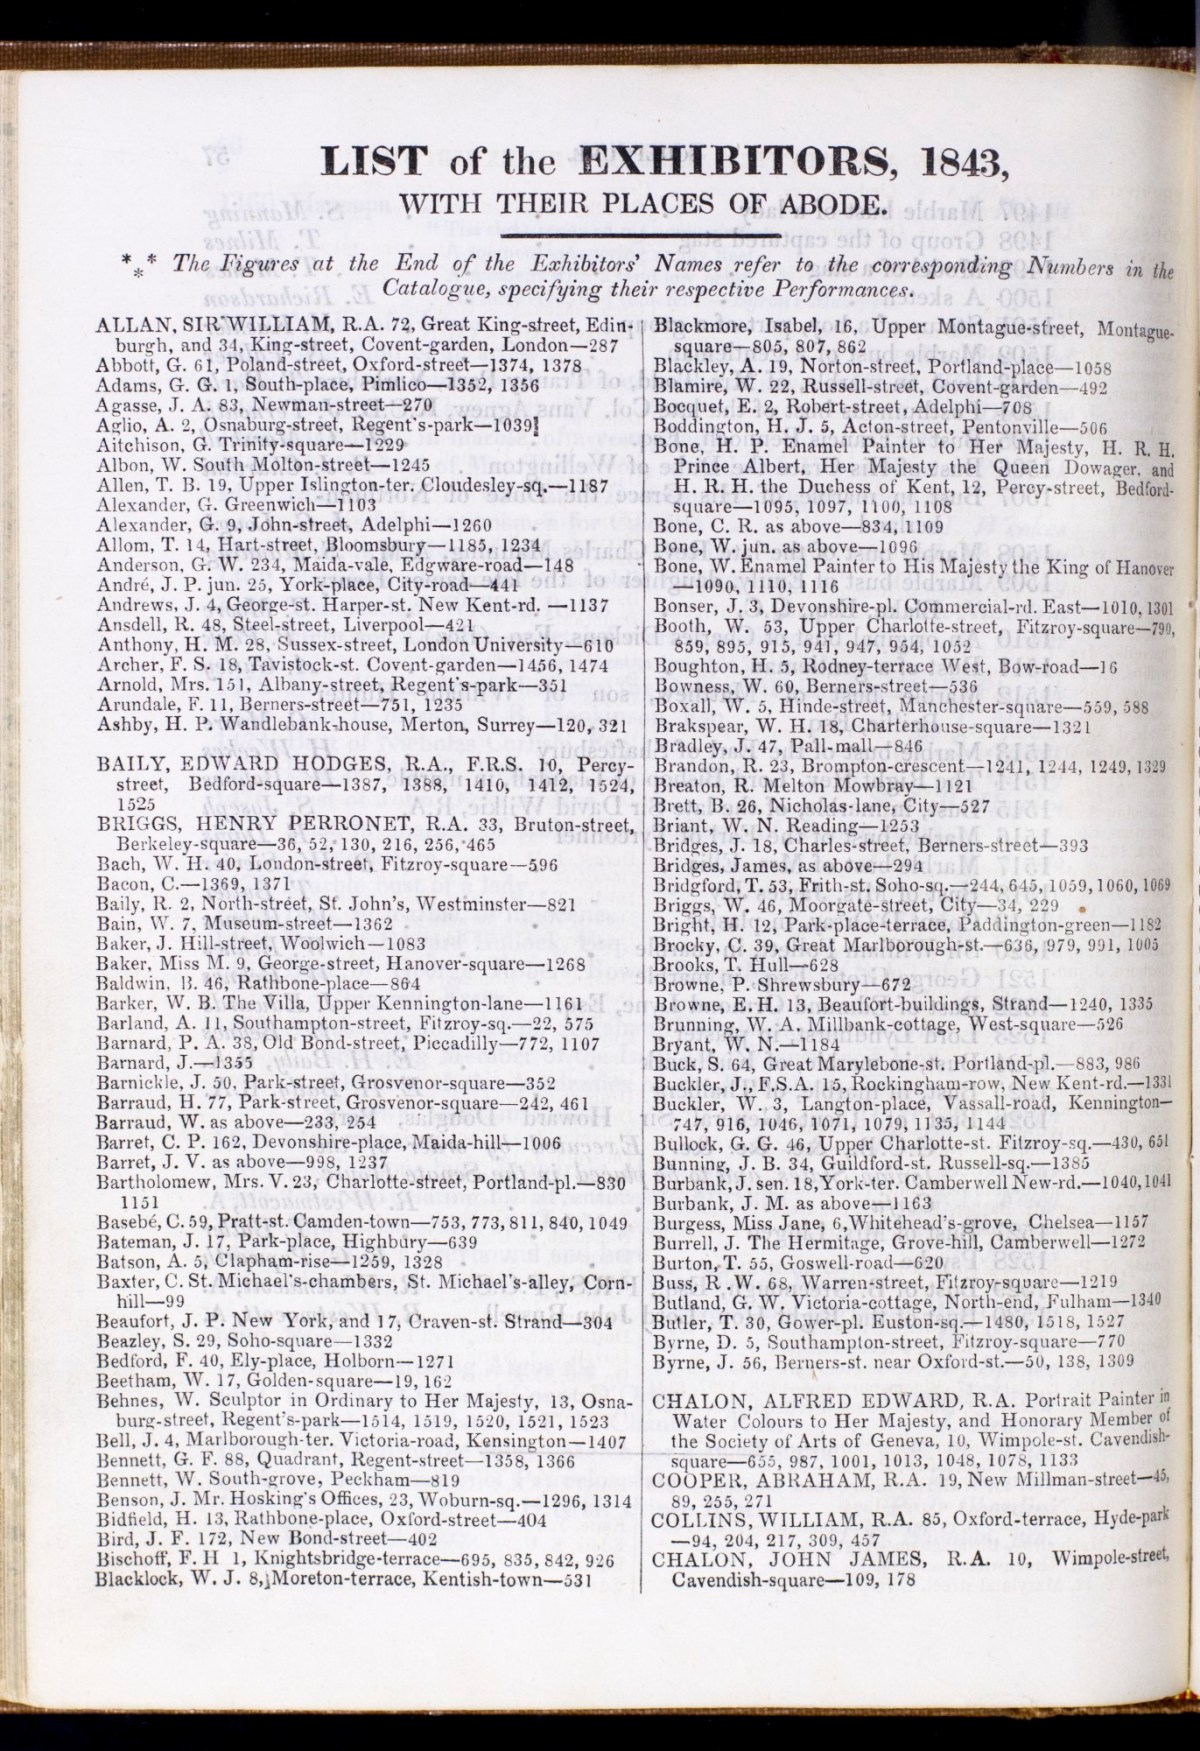 LIST of the EXHIBITORS, 1843,
WITH THEIR PLACES OF ABODE.
*⁎* The Figures at the End of the Exhibitors' Names refer to the corresponding Numbers in the
Catalogue, specifying their respective Performances.
ALLAN, SIR WILLIAM, R.A. 72, Great King-street, Edin-
burgh, and 34, King-street, Covent-garden, London—287
Abbott, G. 61, Poland-street, Oxford-street—1374, 1378
Adams, G. G. 1, South-place, Pimlico—1352, 1356
Agasse, J. A. 83, Newman-street—270
Aglio, A. 2, Osnaburg-street, Regent's-park—1039
Aitchison, G. Trinity-square—1229
Albon, W. South Molton-street—1245
Allen, T. B. 19, Upper Islington-ter. Cloudesley-sq.—1187
Alexander, G. Greenwich—1103
Alexander, G. 9, John-street, Adelphi—1260
Allom, T. 14, Hart-street, Bloomsbury—1185, 1234
Anderson, G. W. 234, Maida-vale, Edgware-road—148
André, J. P. jun. 25, York-place, City-road—441
Andrews, J. 4, George-st. Harper-st. New Kent-rd. —1137
Ansdell, R. 48, Steel-street, Liverpool—421
Anthony, H. M. 28, Sussex-street, London University—610
Archer, F. S. 18, Tavistock-st. Covent-garden—1456, 1474
Arnold, Mrs. 151, Albany-street, Regent's-park—351
Arundale, F. 11, Berners-street—751, 1235
Ashby, H. P. Wandlebank-house, Merton, Surrey—120, 321
BAILY, EDWARD HODGES, R.A., F.R.S. 10, Percy-
street, Bedford-square—1387, 1388, 1410, 1412, 1524,
1525
BRIGGS, HENRY PERRONET, R.A. 33, Bruton-street,
Berkeley-square—36, 52, 130, 216, 256, 465
Bach, W. H. 40, London-street, Fitzroy-square—596
Bacon, C.—1369, 1371
Baily, R. 2, North-street, St. John's, Westminster—821
Bain, W. 7, Museum-street—1362
Baker, J. Hill-street, Woolwich—1083
Baker, Miss M. 9, George-street, Hanover-square—1268
Baldwin, B. 46, Rathbone-place—864
Barker, W. B. The Villa, Upper Kennington-lane—1161
Barland, A. 11, Southampton-street, Fitzroy-sq.—22, 575
Barnard, P. A. 38, Old Bond-street, Piccadilly—772, 1107
Barnard, J.—1355
Barnickle, J. 50, Park-street, Grosvenor-square—352
Barraud, H. 77, Park-street, Grosvenor-square—242, 461
Barraud, W. as above—233, 254
Barret, C. P. 162, Devonshire-place, Maida-hill—1006
Barret, J. V. as above—998, 1237
Bartholomew, Mrs. V. 23, Charlotte-street, Portland-pl.—830
1151
Basebé, C. 59, Pratt-st. Camden-town—753, 773, 811, 840, 1049
Bateman, J. 17, Park-place, Highbury—639
Batson, A. 5, Clapham-rise—1259, 1328
Baxter, C. St. Michael's-chambers, St. Michael's-alley, Corn-
hill—99
Beaufort, J. P. New York, and 17, Craven-st. Strand—304
Beazley, S. 29, Soho-square—1332
Bedford, F. 40, Ely-place, Holborn—1271
Beetham, W. 17, Golden-square—19, 162
Behnes, W. Sculptor in Ordinary to Her Majesty, 13, Osna-
burg-street, Regent's-park—1514, 1519, 1520, 1521, 1523
Bell, J. 4, Marlborough-ter. Victoria-road, Kensington—1407
Bennett, G. F. 88, Quadrant, Regent-street—1358, 1366
Bennett, W. South-grove, Peckham—819
Benson, J. Mr. Hosking's Offices, 23, Woburn-sq.—1296, 1314
Bidfield, H. 13, Rathbone-place, Oxford-street—404
Bird, J. F. 172, New Bond-street—402
Bischoff, F. H 1, Knightsbridge-terrace—695, 835, 842, 926
Blacklock, W. J. 8, Moreton-terrace, Kentish-town—531
Blackmore, Isabel, 16, Upper Montague-street, Montague-
square—805, 807, 862
Blackley, A. 19, Norton-street, Portland-place—1058
Blamire, W. 22, Russell-street, Covent-garden—492
Bocquet, E. 2, Robert-street, Adelphi—708
Boddington, H. J. 5, Acton-street, Pentonville—506
Bone, H. P. Enamel Painter to Her Majesty, H. R. H.
Prince Albert, Her Majesty the Queen Dowager, and
H. R. H. the Duchess of Kent, 12, Percy-street, Bedford-
square—1095, 1097, 1100, 1108
Bone, C. R. as above—834, 1109
Bone, W. jun. as above—1096
Bone, W. Enamel Painter to His Majesty the King of Hanover
—1090, 1110, 1116
Bonser, J. 3, Devonshire-pl. Commercial-rd. East—1010, 1301
Booth, W. 53, Upper Charlotte-street, Fitzroy-square—790,
859, 895, 915, 941, 947, 954, 1052
Boughton, H. 5, Rodney-terrace West, Bow-road—16
Bowness, W. 60, Berners-street—536
Boxall, W. 5, Hinde-street, Manchester-square—559, 588
Brakspear, W. H. 18, Charterhouse-square—1321
Bradley, J. 47, Pall-mall—846
Brandon, R. 23, Brompton-crescent—1241, 1244, 1249, 1329
Breaton, R. Melton Mowbray—1121
Brett, B. 26, Nicholas-lane, City—527
Briant, W. N. Reading—1253
Bridges, J. 18, Charles-street, Berners-street—393
Bridges, James, as above—294
Bridgford, T. 53, Frith-st. Soho-sq.—244, 645, 1059, 1060, 1069
Briggs, W. 46, Moorgate-street, City—34, 229
Bright, H. 12, Park-place-terrace, Paddington-green—1182
Brocky, C. 39, Great Marlborough-st.—636, 979, 991, 1005
Brooks, T. Hull—628
Browne, P. Shrewsbury—672
Browne, E. H. 13, Beaufort-buildings, Strand—1240, 1335
Brunning, W. A. Millbank-cottage, West-square—526
Bryant, W. N.—1184
Buck, S. 64, Great Marylebone-st. Portland-pl.—883, 986
Buckler, J., F.S.A. 15, Rockingham-row, New Kent-rd.—1331
Buckler, W. 3, Langton-place, Vassall-road, Kennington—
747, 916, 1046, 1071, 1079, 1135, 1144
Bullock, G. G. 46, Upper Charlotte-st. Fitzroy-sq.—430, 651
Bunning, J. B. 34, Guildford-st. Russell-sq.—1385
Burbank, J. sen. 18, York-ter. Camberwell New-rd.—1040, 1041
Burbank, J. M. as above—1163
Burgess, Miss Jane, 6, Whitehead's-grove, Chelsea—1157
Burrell, J. The Hermitage, Grove-hill, Camberwell—1272
Burton, T. 55, Goswell-road—620
Buss, R. W. 68, Warren-street, Fitzroy-square—1219
Butland, G. W. Victoria-cottage, North-end, Fulham—1340
Butler, T. 30, Gower-pl. Euston-sq.—1480, 1518, 1527
Byrne, D. 5, Southampton-street, Fitzroy-square—770
Byrne, J. 56, Berners-st. near Oxford-st.—50, 138, 1309
CHALON, ALFRED EDWARD, R.A. Portrait Painter in
Water Colours to Her Majesty, and Honorary Member of
the Society of Arts of Geneva, 10, Wimpole-st. Cavendish-
square—655, 987, 1001, 1013, 1048, 1078, 1133
COOPER, ABRAHAM, R.A. 19, New Millman-street—45,
89, 255, 271
COLLINS, WILLIAM, R.A. 85, Oxford-terrace, Hyde-park
—94, 204, 217, 309, 457
CHALON, JOHN JAMES, R.A. 10, Wimpole-street,
Cavendish-square—109, 178